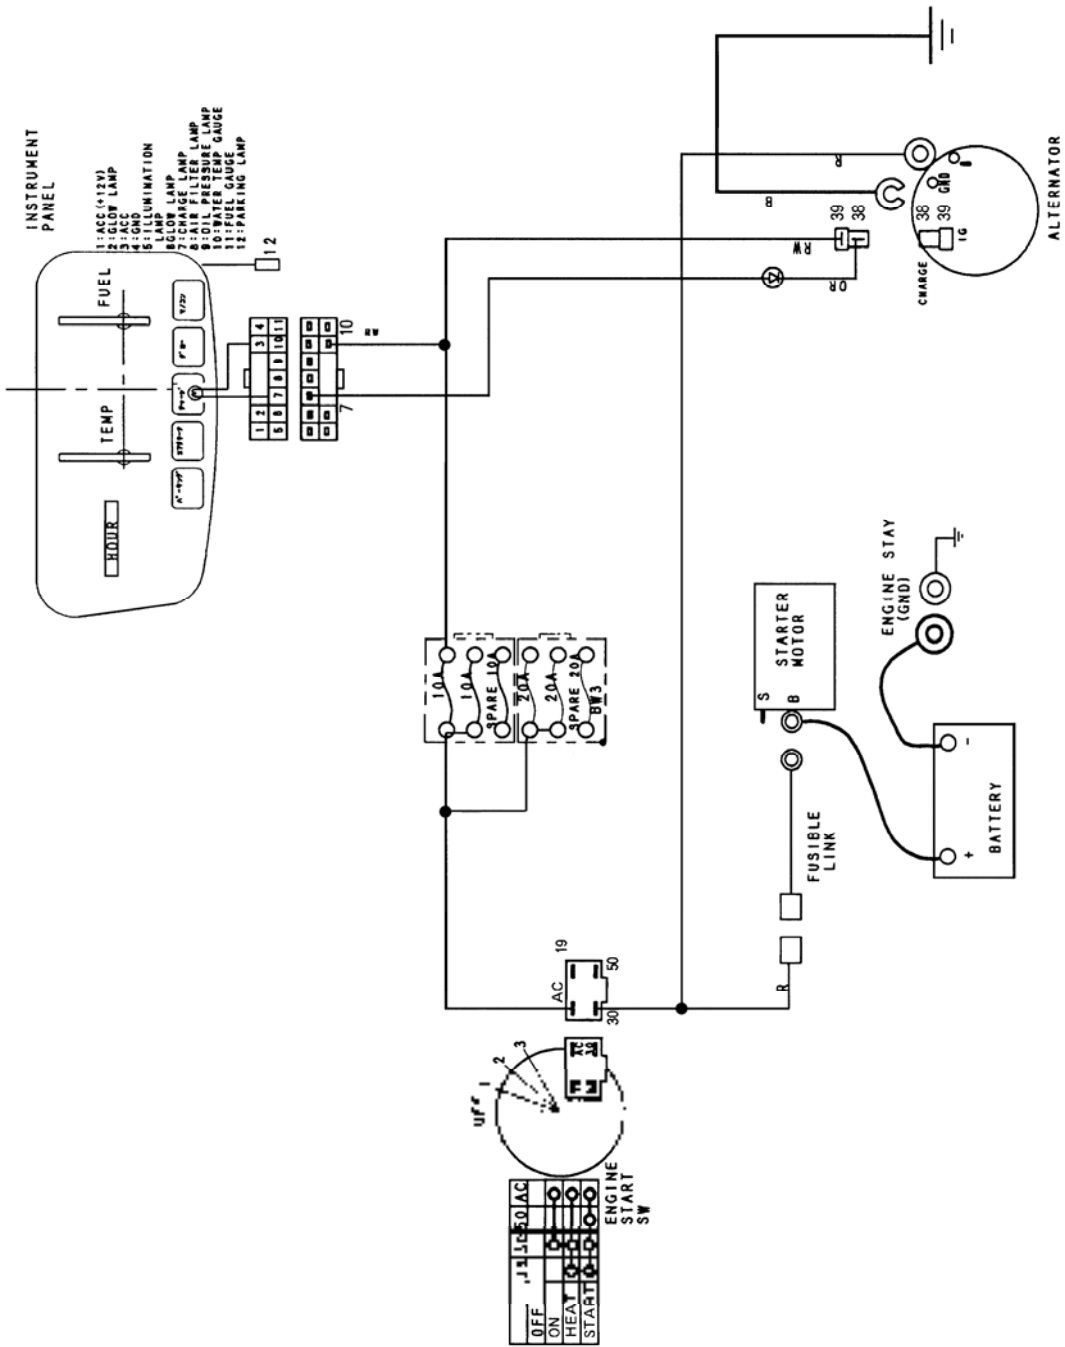 INSTRUMENT
PANEL
1:ACC(+12V)
2:GLOW LAMP
3:ACC
4:GND
5:ILLUMINATION
LAMP
6GLOW LAMP
7:CHARGE LAMP
8:AIR FILTER LAMP
9:OIL PRESSURE LAMP
10:WATER TEMP GAUGE
11:FUEL GAUGE
12:PARKING LAMP
FUEL
TEMP
HOUR
12
1 2 3 4
5 6 7 8 9 10 11
7
10
RW
10A
10A
SPARE 10A
20A
20A
SPARE 20A
BW3
RW
OR
B
R
39
38
38
39
GND
B
IG
CHARGE
ALTERNATOR
STARTER
MOTOR
S
B
ENGINE STAY
(GND)
FUSIBLE
LINK
BATTERY
+
-
R
AC
19
30
50
AC
30
OFF
1
2
3
ENGINE
START
SW
50
AC
OFF
ON
HEAT
START